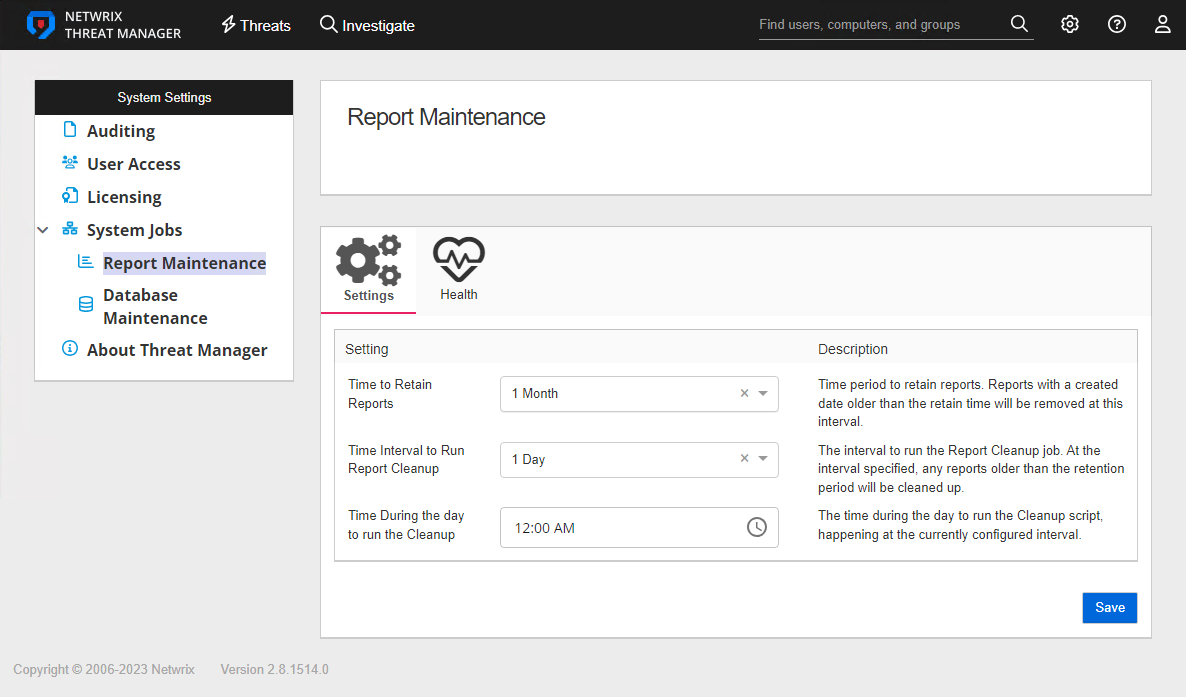 NETWRIX
THREAT MANAGER
Threats
Investigate
Find users, computers, and groups
System Settings
Auditing
User Access
Licensing
System Jobs
Report Maintenance
Database
Maintenance
About Threat Manager
Report Maintenance
Settings
Health
Setting
Description
Time to Retain
Reports
1 Month
Time period to retain reports. Reports with a created
date older than the retain time will be removed at this
interval.
Time Interval to Run
Report Cleanup
1 Day
The interval to run the Report Cleanup job. At the
interval specified, any reports older than the retention
period will be cleaned up.
Time During the day
to run the Cleanup
12:00 AM
The time during the day to run the Cleanup script,
happening at the currently configured interval.
Save
Copyright © 2006-2023 Netwrix
Version 2.8.1514.0